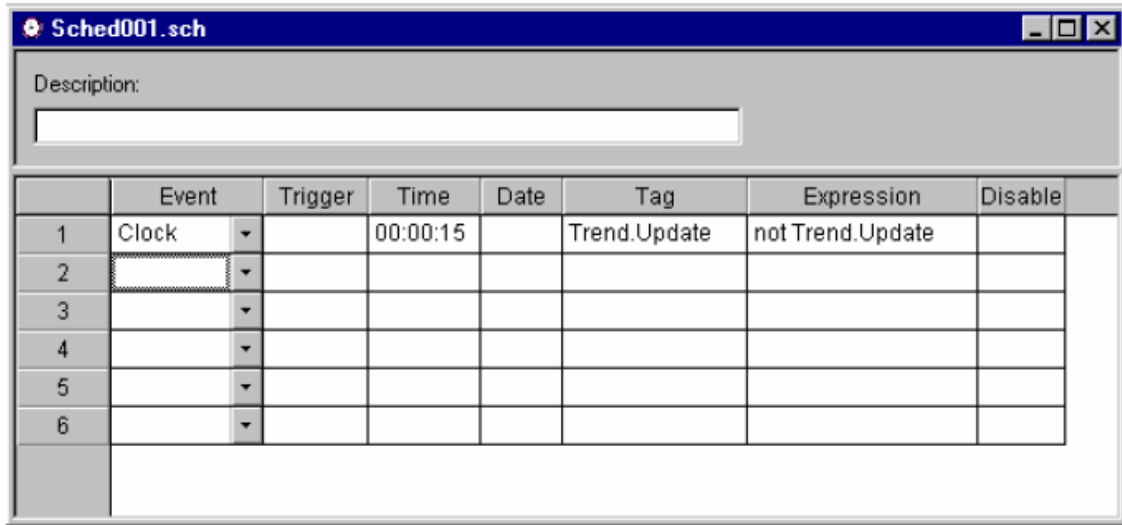 Sched001.sch
Description:
Event Trigger Time Date Tag Expression Disable
1 Clock 00:00:15 Trend.Update not Trend.Update
2
3
4
5
6